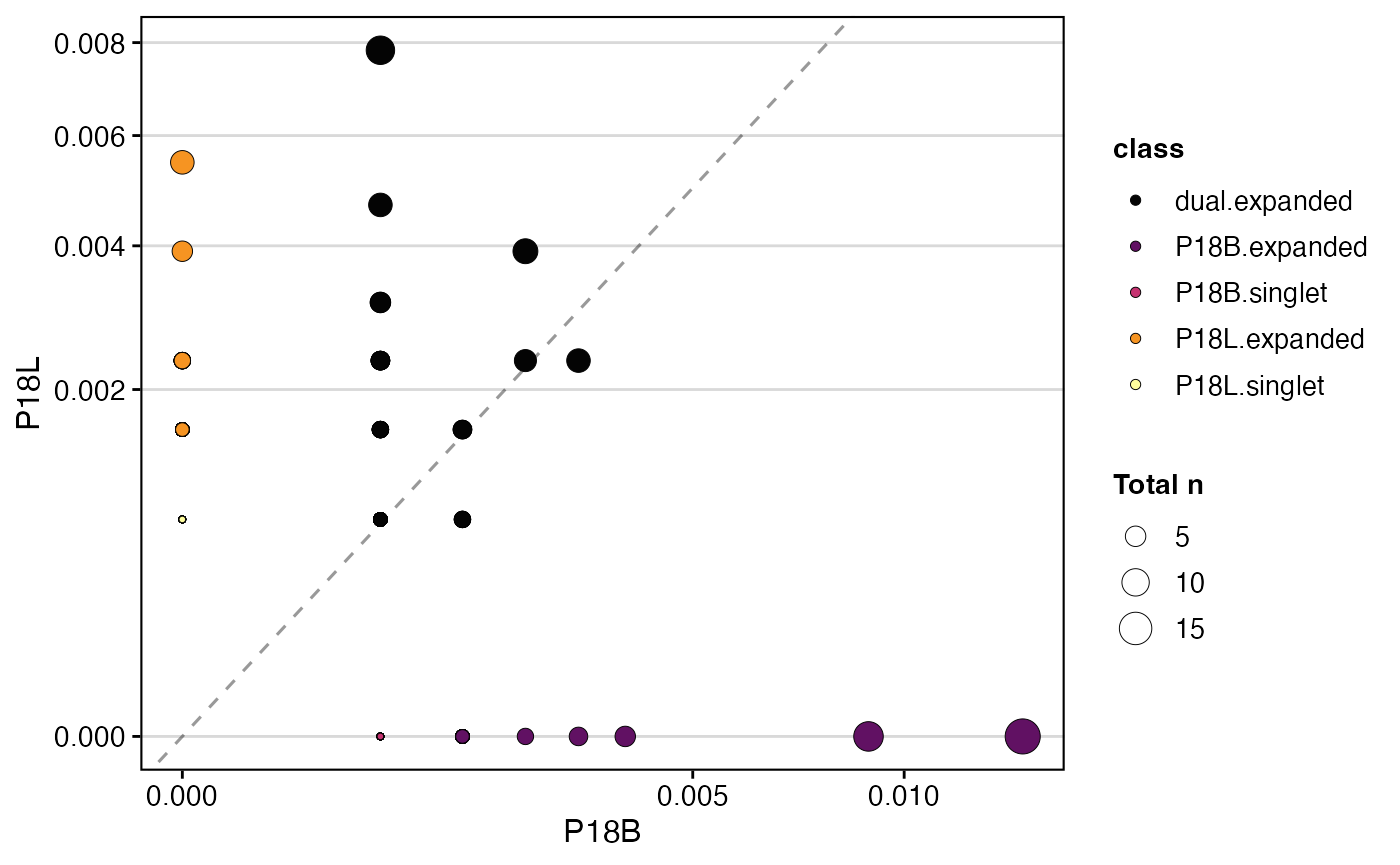 0.008
0.006
0.004
0.002
0.000
P18L
0.000
0.005
0.010
P18B
class
dual.expanded
P18B.expanded
P18B.singlet
P18L.expanded
P18L.singlet
Total n
5
10
15